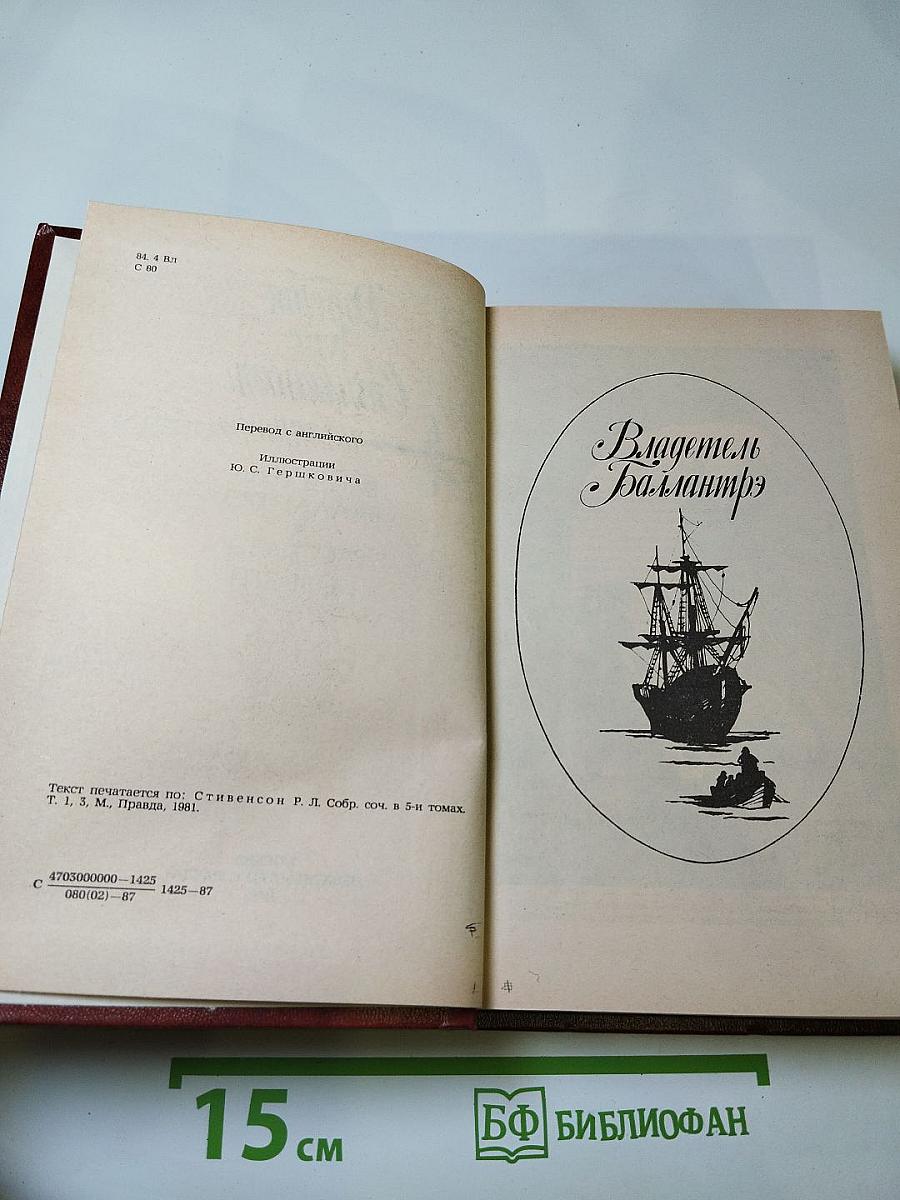 84. 4 Вл
С 80
Перевод с английского
Иллюстрации
Ю. С. Гершковича
Текст печатается по: Стивенсон Р. Л. Собр. соч. в 5-и томах.
Т. 1, 3, М., Правда, 1981.
С 4703000000—1425
080(02)—87
1425—87
Владетель
Баллантрэ
15 см
БФ БИБЛИОФАН